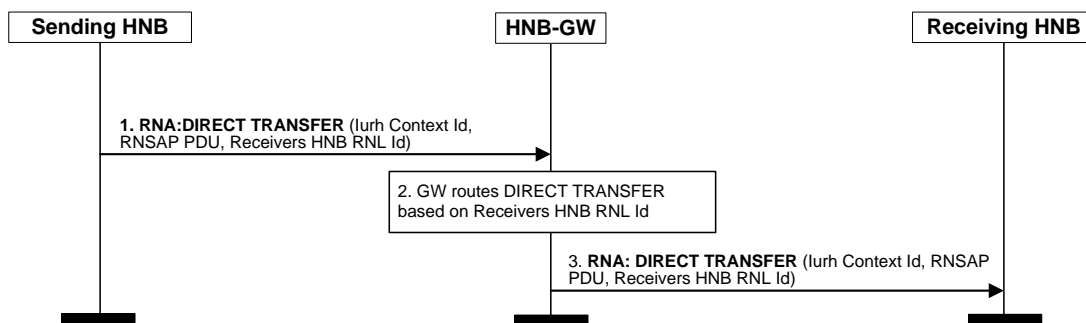 Sending HNB
HNB-GW
Receiving HNB
1. RNA:DIRECT TRANSFER (Iurh Context Id,
RNSAP PDU, Receivers HNB RNL Id)
2. GW routes DIRECT TRANSFER
based on Receivers HNB RNL Id
3. RNA: DIRECT TRANSFER (Iurh Context Id, RNSAP
PDU, Receivers HNB RNL Id)